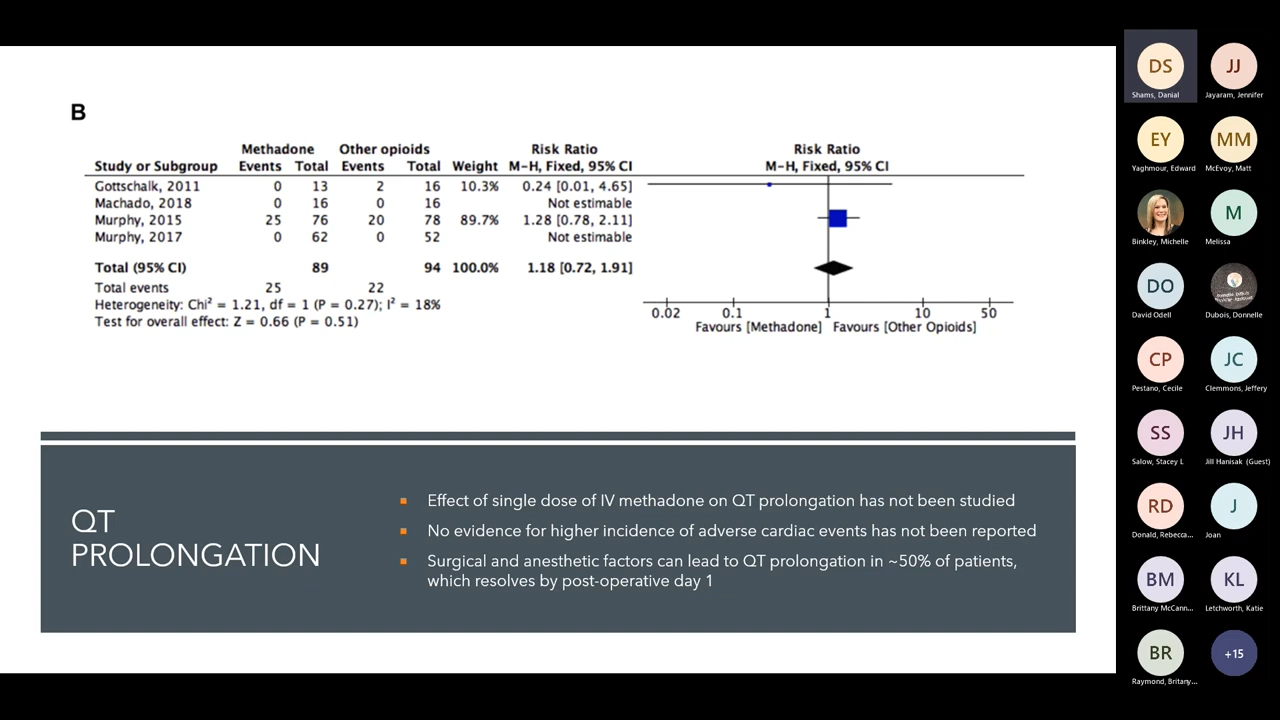 B
Methadone Other opioids Risk Ratio Risk Ratio
Study or Subgroup Events Total Events Total Weight M-H, Fixed, 95% CI M-H, Fixed, 95% CI
Gottschalk, 2011 0 13 2 16 10.3% 0.24 [0.01, 4.65]
Machado, 2018 0 16 0 16 Not estimable
Murphy, 2015 25 76 20 78 89.7% 1.28 [0.78, 2.11]
Murphy, 2017 0 62 0 52 Not estimable
Total (95% CI) 89 94 100.0% 1.18 [0.72, 1.91]
Total events 25 22
Heterogeneity: Chi² = 1.21, df = 1 (P = 0.27); I² = 18%
Test for overall effect: Z = 0.66 (P = 0.51)
0.02 0.1 1 10 50
Favours [Methadone] Favours [Other Opioids]
QT
PROLONGATION
Effect of single dose of IV methadone on QT prolongation has not been studied
No evidence for higher incidence of adverse cardiac events has not been reported
Surgical and anesthetic factors can lead to QT prolongation in ~50% of patients,
which resolves by post-operative day 1
DS JJ
Shams, Danial Jayaram, Jennifer
EY MM
Yaghmour, Edward McEvoy, Matt
M
Binkley, Michelle Melissa
DO
David Odell Dubois, Donnelle
CP JC
Pestano, Cecile Clemmons, Jeffery
SS JH
Salow, Stacey L Jill Hanisak (Guest)
RD J
Donald, Rebecca... Joan
BM KL
Brittany McCann... Letchworth, Katie
BR +15
Raymond, Britany...